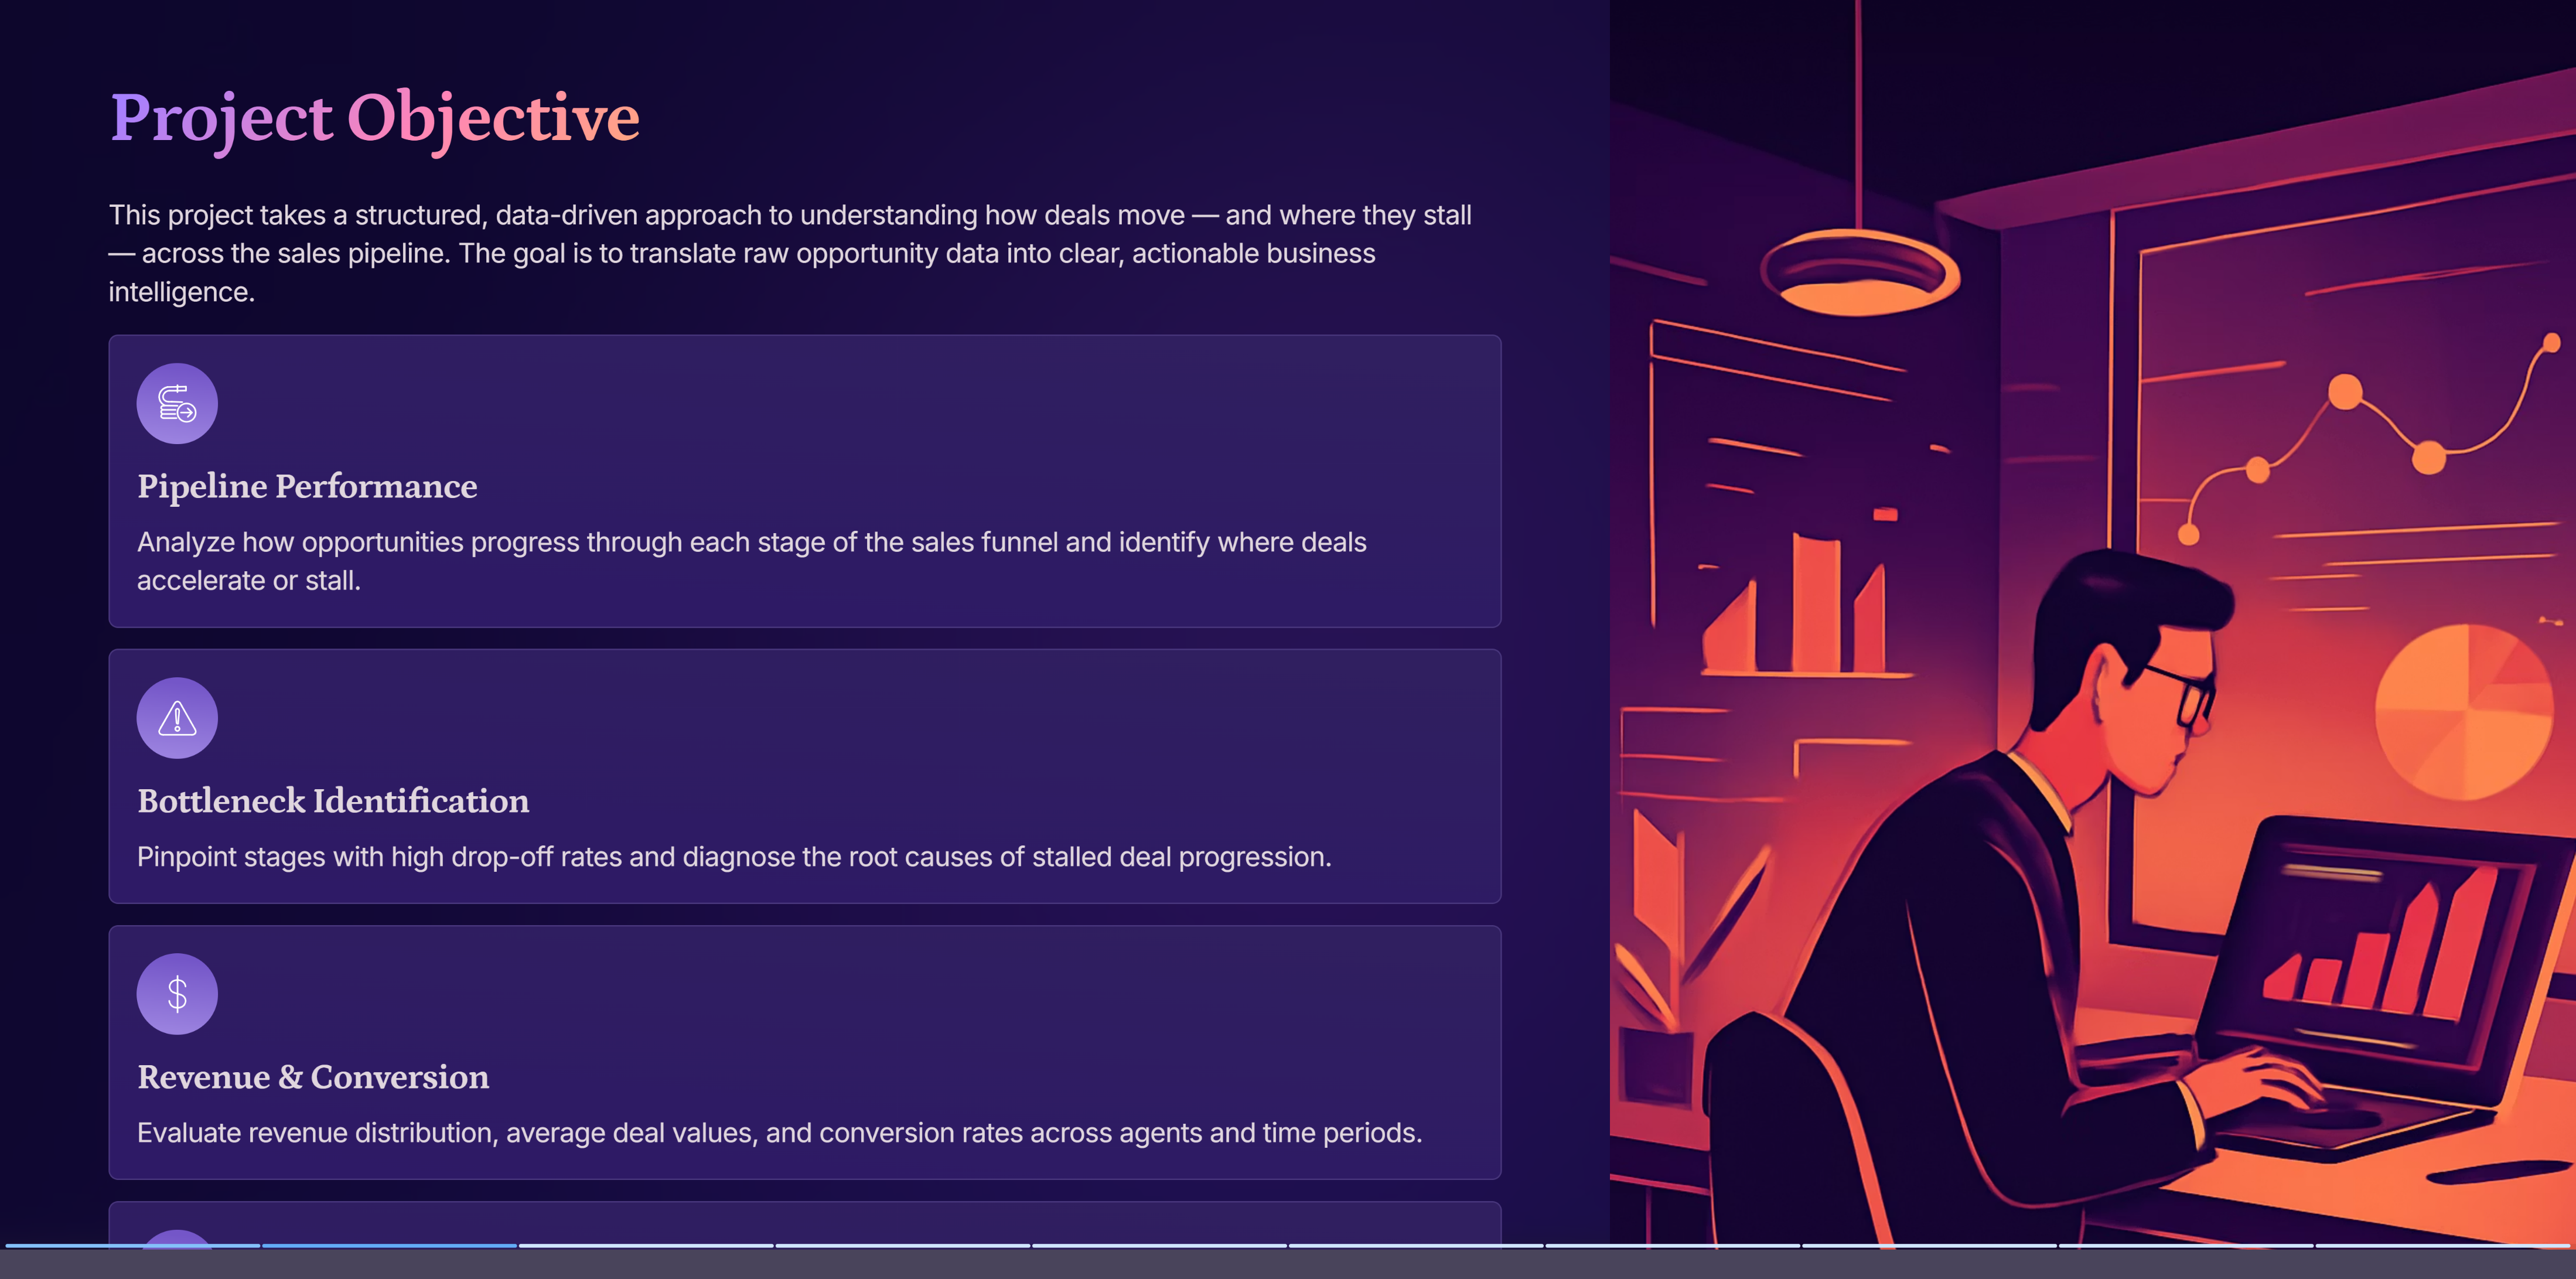 Project Objective
This project takes a structured, data-driven approach to understanding how deals move — and where they stall
— across the sales pipeline. The goal is to translate raw opportunity data into clear, actionable business
intelligence.
Pipeline Performance
Analyze how opportunities progress through each stage of the sales funnel and identify where deals
accelerate or stall.
Bottleneck Identification
Pinpoint stages with high drop-off rates and diagnose the root causes of stalled deal progression.
$
Revenue & Conversion
Evaluate revenue distribution, average deal values, and conversion rates across agents and time periods.